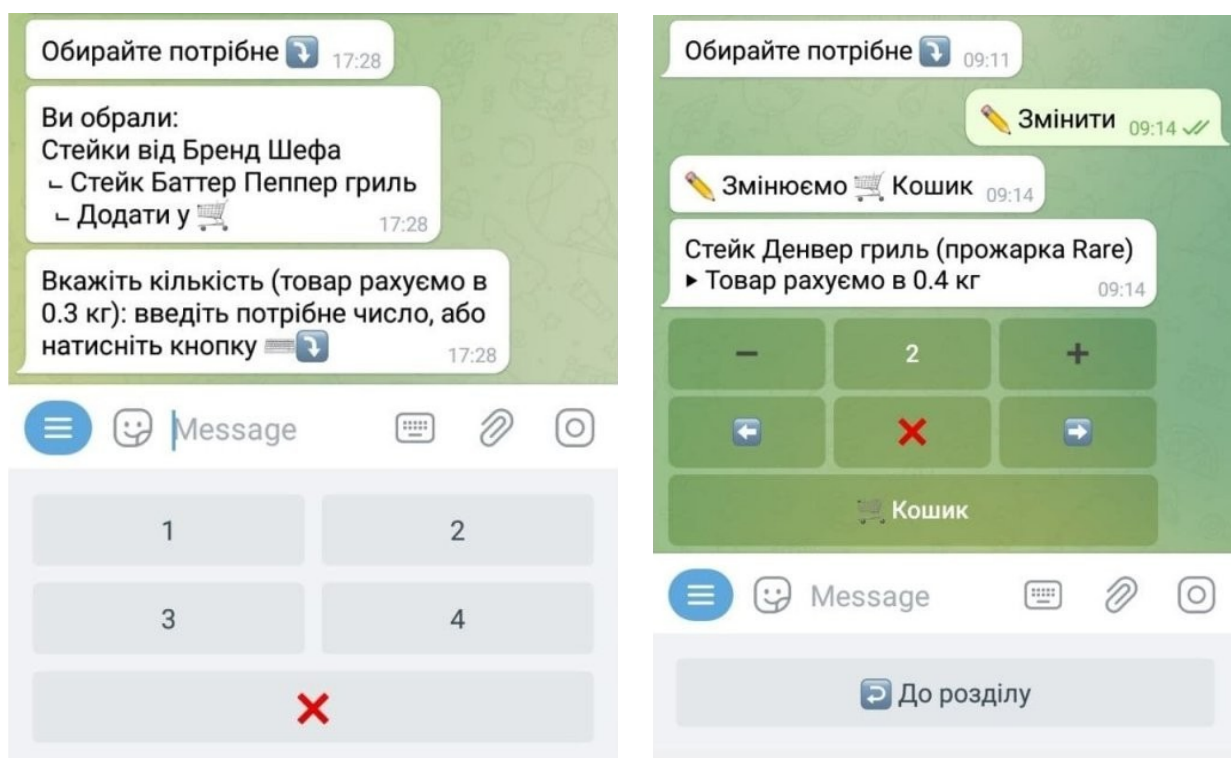 Обирайте потрібне ⤵️ 17:28
Ви обрали:
Стейки від Бренд Шефа
⌙ Стейк Баттер Пеппер гриль
⌙ Додати у 🛒 17:28
Вкажіть кількість (товар рахуємо в
0.3 кг): введіть потрібне число, або
натисніть кнопку ⌨️⤵️ 17:28
Message
1
2
3
4
❌
Обирайте потрібне ⤵️ 09:11
✏️ Змінити 09:14
✏️ Змінюємо 🛒 Кошик 09:14
Стейк Денвер гриль (прожарка Rare)
▸ Товар рахуємо в 0.4 кг 09:14
➖ 2 ➕
⬅️ ❌ ➡️
🛒 Кошик
Message
↩️ До розділу